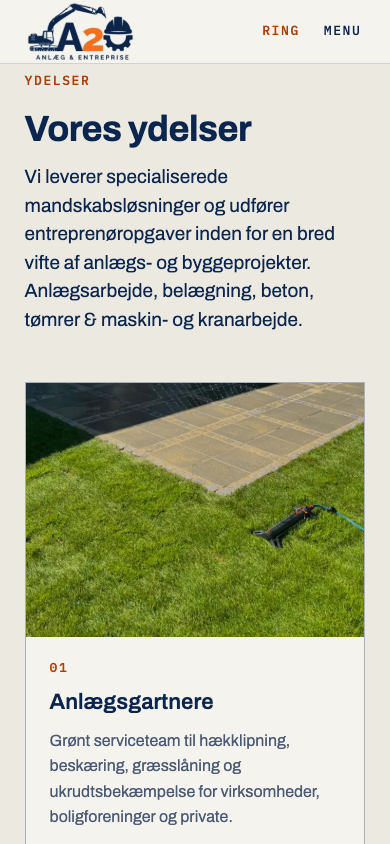 A20
ANLÆG & ENTREPRISE
RING
MENU
YDELSER
Vores ydelser
Vi leverer specialiserede
mandskabsløsninger og udfører
entreprenøropgaver inden for en bred
vifte af anlægs- og byggeprojekter.
Anlægsarbejde, belægning, beton,
tømrer & maskin- og kranarbejde.
01
Anlægsgartnere
Grønt serviceteam til hækklipning,
beskæring, græsslåning og
ukrudtsbekæmpelse for virksomheder,
boligforeninger og private.